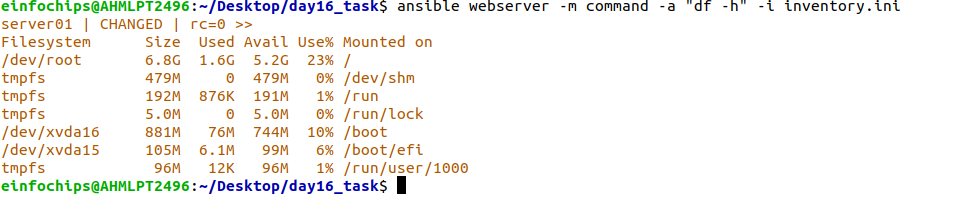 einfochips@AHMLPT2496:~/Desktop/day16_task$ ansible webserver -m command -a "df -h" -i inventory.ini
server01 | CHANGED | rc=0 >>
Filesystem      Size  Used Avail Use% Mounted on
/dev/root       6.8G  1.6G  5.2G  23% /
tmpfs           479M     0  479M   0% /dev/shm
tmpfs           192M  876K  191M   1% /run
tmpfs           5.0M     0  5.0M   0% /run/lock
/dev/xvda16     881M   76M  744M  10% /boot
/dev/xvda15     105M  6.1M   99M   6% /boot/efi
tmpfs            96M   12K   96M   1% /run/user/1000
einfochips@AHMLPT2496:~/Desktop/day16_task$